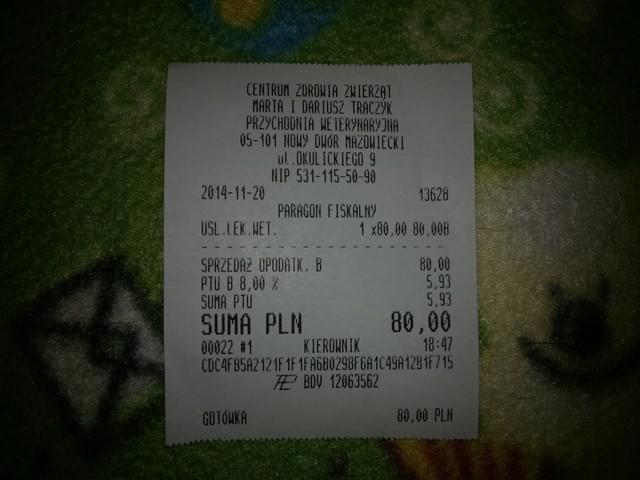 CENTRUM ZDROWIA ZWIERZĄT
MARTA I DARIUSZ TRACZYK
PRZYCHODNIA WETERYNARYJNA
05-101 NOWY DWÓR MAZOWIECKI
ul.OKULICKIEGO 9
NIP 531-115-50-90
2014-11-20 13628
PARAGON FISKALNY
USŁ.LEK.WET. 1 x80,00 80,00B
SPRZEDAŻ OPODATK. B 80,00
PTU B 8,00 % 5,93
SUMA PTU 5,93
SUMA PLN 80,00
00022 #1 KIEROWNIK 18:47
CDC4FB5A2121F1F1FA6B0298F6A1C49A1281F715
BDV 12063562
GOTÓWKA 80,00 PLN